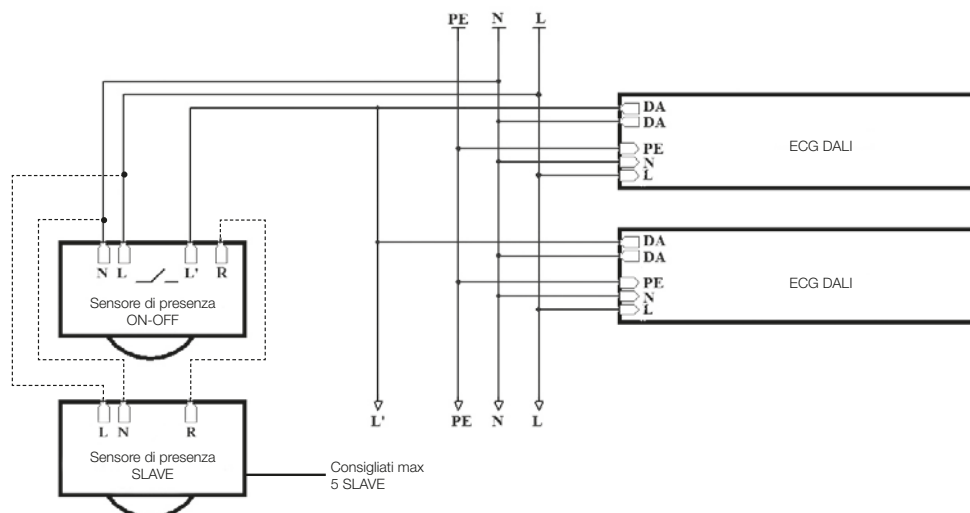 PE N L
DA
DA
PE
N
L
ECG DALI
N L L' R
Sensore di presenza
ON-OFF
DA
DA
PE
N
L
ECG DALI
L' PE N L
L N R
Sensore di presenza
SLAVE
Consigliati max
5 SLAVE